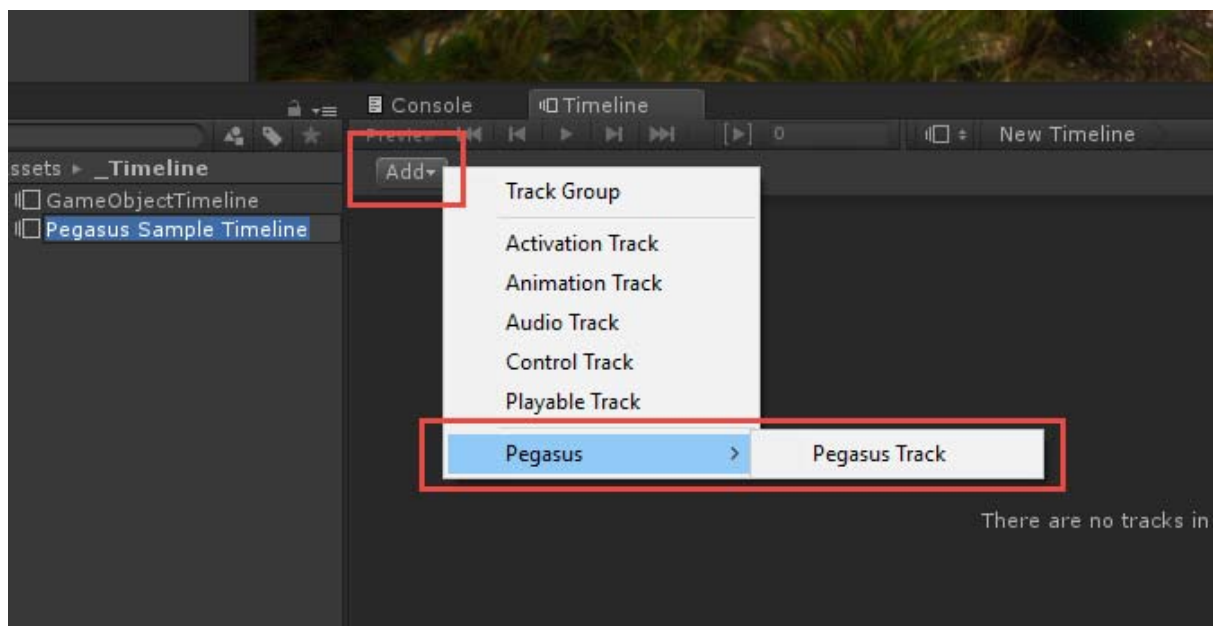 Console
Timeline
Preview
0
New Timeline
ssets ▸ _Timeline
Add
GameObjectTimeline
Pegasus Sample Timeline
Track Group
Activation Track
Animation Track
Audio Track
Control Track
Playable Track
Pegasus > Pegasus Track
There are no tracks in